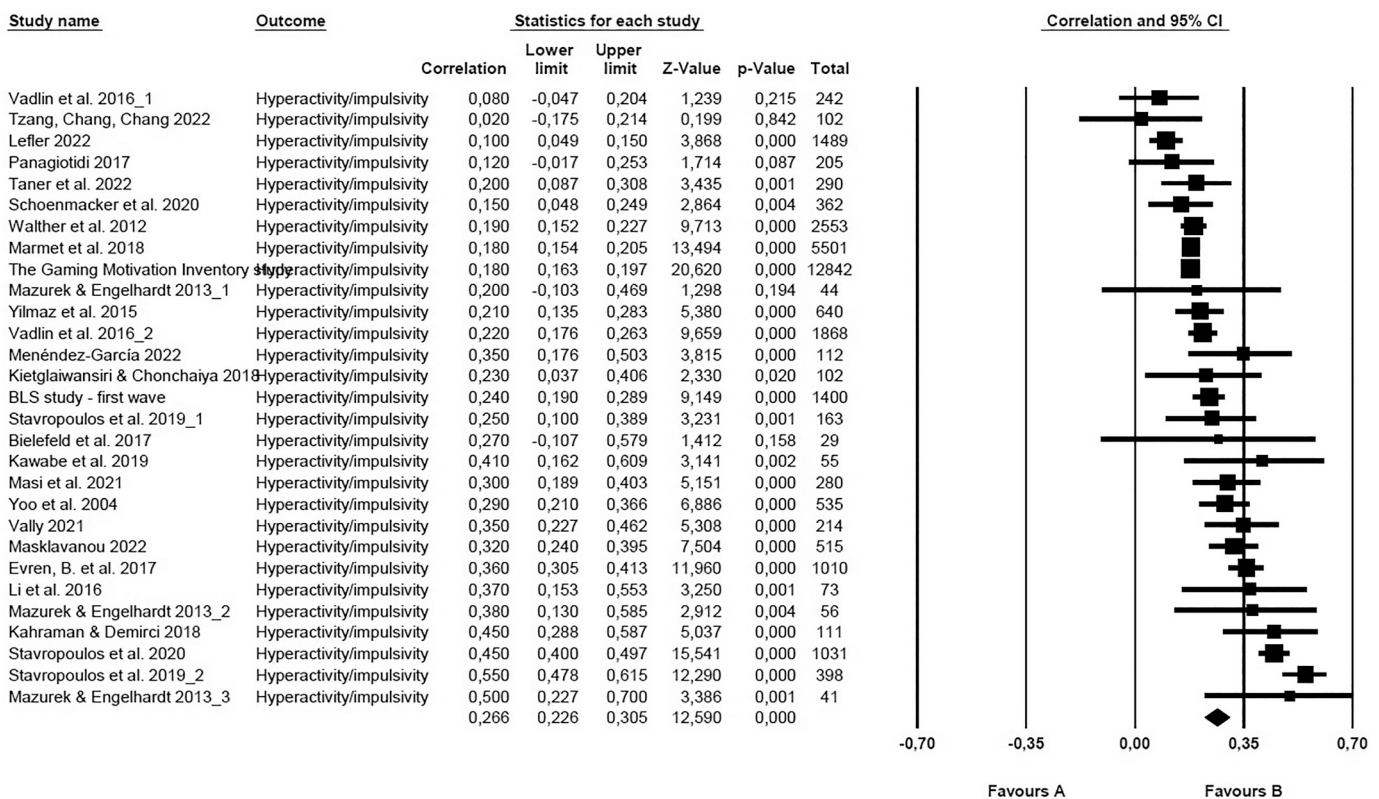 Study name Outcome Statistics for each study Correlation and 95% CI
Lower Upper
Correlation limit limit Z-Value p-Value Total
Vadlin et al. 2016_1 Hyperactivity/impulsivity 0,080 -0,047 0,204 1,239 0,215 242
Tzang, Chang, Chang 2022 Hyperactivity/impulsivity 0,020 -0,175 0,214 0,199 0,842 102
Lefler 2022 Hyperactivity/impulsivity 0,100 0,049 0,150 3,868 0,000 1489
Panagiotidi 2017 Hyperactivity/impulsivity 0,120 -0,017 0,253 1,714 0,087 205
Taner et al. 2022 Hyperactivity/impulsivity 0,200 0,087 0,308 3,435 0,001 290
Schoenmacker et al. 2020 Hyperactivity/impulsivity 0,150 0,048 0,249 2,864 0,004 362
Walther et al. 2012 Hyperactivity/impulsivity 0,190 0,152 0,227 9,713 0,000 2553
Marmet et al. 2018 Hyperactivity/impulsivity 0,180 0,154 0,205 13,494 0,000 5501
The Gaming Motivation Inventory study Hyperactivity/impulsivity 0,180 0,163 0,197 20,620 0,000 12842
Mazurek & Engelhardt 2013_1 Hyperactivity/impulsivity 0,200 -0,103 0,469 1,298 0,194 44
Yilmaz et al. 2015 Hyperactivity/impulsivity 0,210 0,135 0,283 5,380 0,000 640
Vadlin et al. 2016_2 Hyperactivity/impulsivity 0,220 0,176 0,263 9,659 0,000 1868
Menéndez-García 2022 Hyperactivity/impulsivity 0,350 0,176 0,503 3,815 0,000 112
Kietglaiwansiri & Chonchaiya 2018 Hyperactivity/impulsivity 0,230 0,037 0,406 2,330 0,020 102
BLS study - first wave Hyperactivity/impulsivity 0,240 0,190 0,289 9,149 0,000 1400
Stavropoulos et al. 2019_1 Hyperactivity/impulsivity 0,250 0,100 0,389 3,231 0,001 163
Bielefeld et al. 2017 Hyperactivity/impulsivity 0,270 -0,107 0,579 1,412 0,158 29
Kawabe et al. 2019 Hyperactivity/impulsivity 0,410 0,162 0,609 3,141 0,002 55
Masi et al. 2021 Hyperactivity/impulsivity 0,300 0,189 0,403 5,151 0,000 280
Yoo et al. 2004 Hyperactivity/impulsivity 0,290 0,210 0,366 6,886 0,000 535
Vally 2021 Hyperactivity/impulsivity 0,350 0,227 0,462 5,308 0,000 214
Masklavanou 2022 Hyperactivity/impulsivity 0,320 0,240 0,395 7,504 0,000 515
Evren, B. et al. 2017 Hyperactivity/impulsivity 0,360 0,305 0,413 11,960 0,000 1010
Li et al. 2016 Hyperactivity/impulsivity 0,370 0,153 0,553 3,250 0,001 73
Mazurek & Engelhardt 2013_2 Hyperactivity/impulsivity 0,380 0,130 0,585 2,912 0,004 56
Kahraman & Demirci 2018 Hyperactivity/impulsivity 0,450 0,288 0,587 5,037 0,000 111
Stavropoulos et al. 2020 Hyperactivity/impulsivity 0,450 0,400 0,497 15,541 0,000 1031
Stavropoulos et al. 2019_2 Hyperactivity/impulsivity 0,550 0,478 0,615 12,290 0,000 398
Mazurek & Engelhardt 2013_3 Hyperactivity/impulsivity 0,500 0,227 0,700 3,386 0,001 41
0,266 0,226 0,305 12,590 0,000
-0,70 -0,35 0,00 0,35 0,70
Favours A Favours B